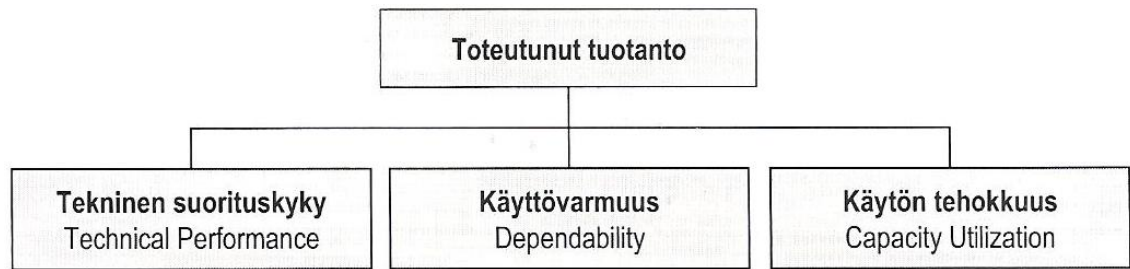 Toteutunut tuotanto
Tekninen suorituskyky
Technical Performance
Käyttövarmuus
Dependability
Käytön tehokkuus
Capacity Utilization